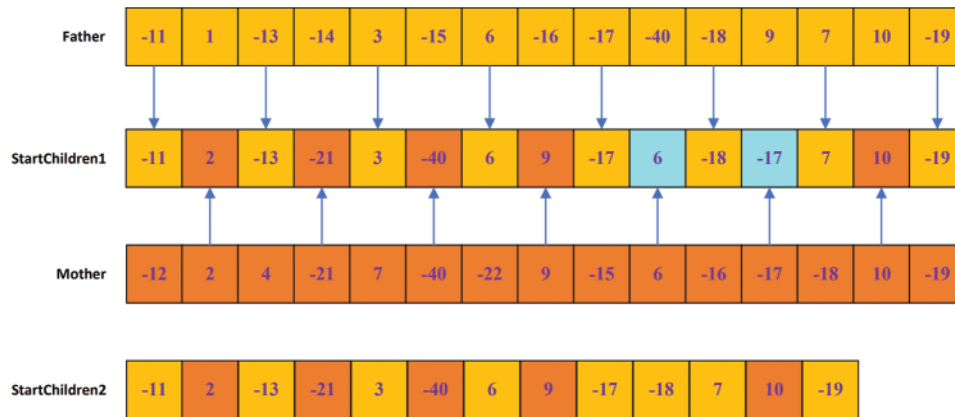 Father -11 1 -13 -14 3 -15 6 -16 -17 -40 -18 9 7 10 -19
StartChildren1 -11 2 -13 -21 3 -40 6 9 -17 6 -18 -17 7 10 -19
Mother -12 2 4 -21 7 -40 -22 9 -15 6 -16 -17 -18 10 -19
StartChildren2 -11 2 -13 -21 3 -40 6 9 -17 -18 7 10 -19